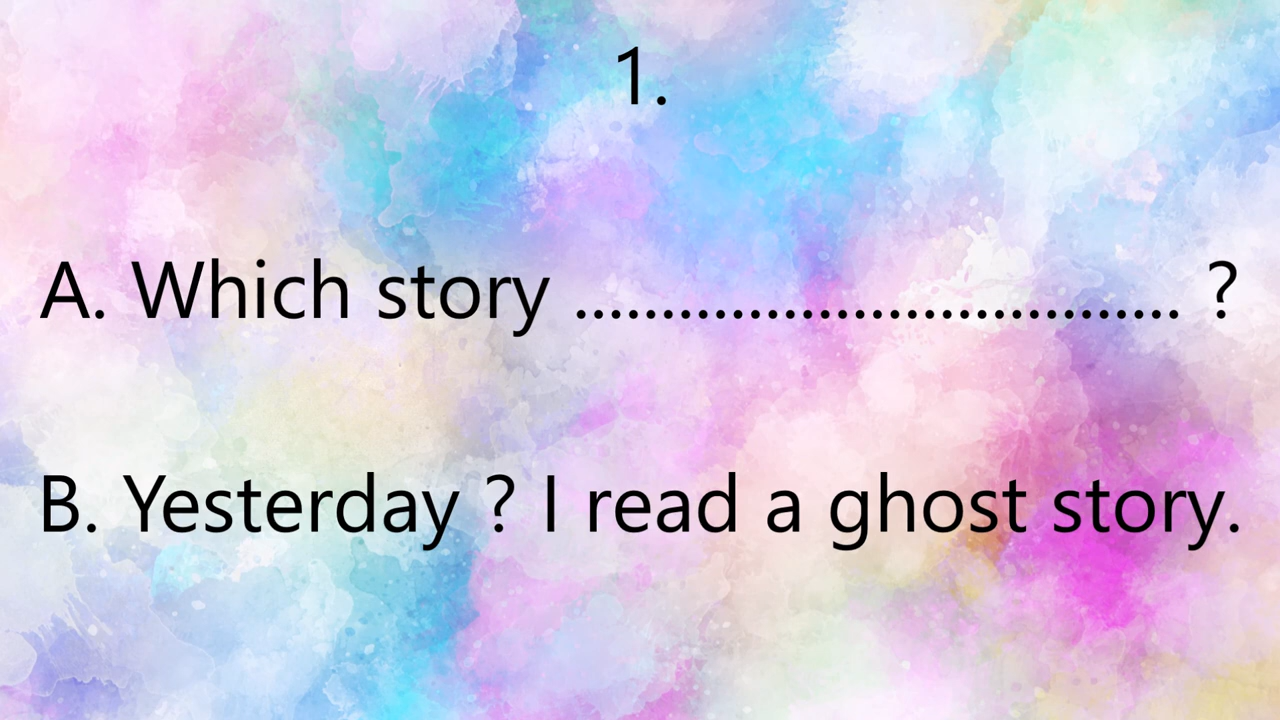 1.
A. Which story ................................... ?
B. Yesterday ? I read a ghost story.